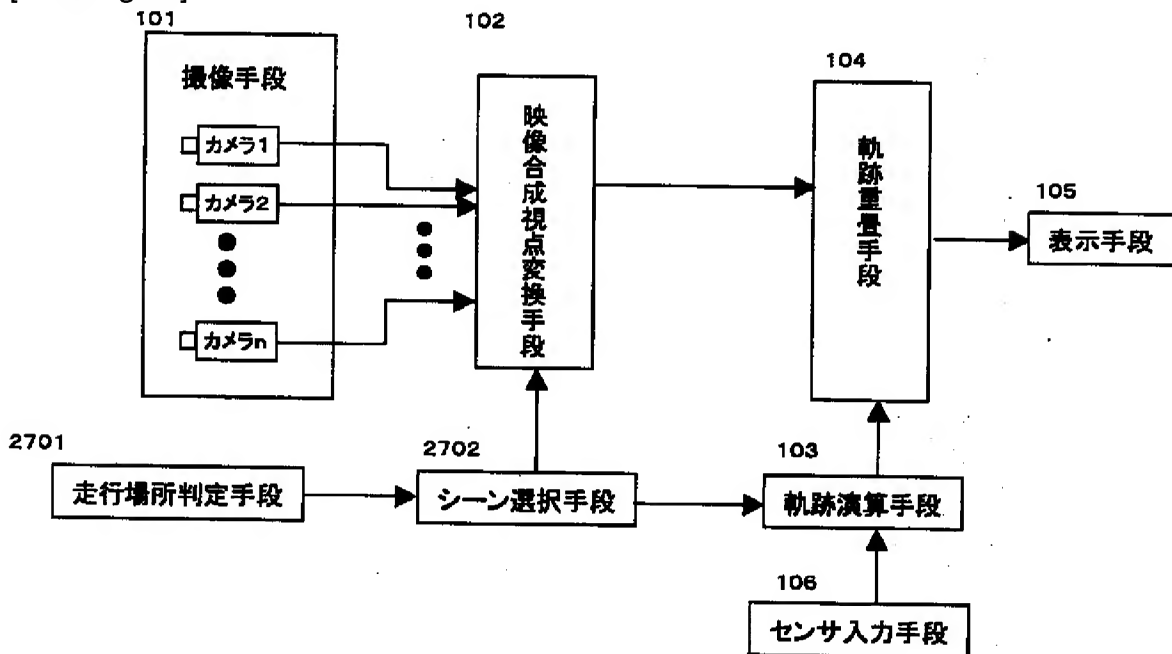 101
撮像手段
カメラ1
カメラ2
カメラn
102
映像合成視点変換手段
104
軌跡重畳手段
105
表示手段
2701
走行場所判定手段
2702
シーン選択手段
103
軌跡演算手段
106
センサ入力手段